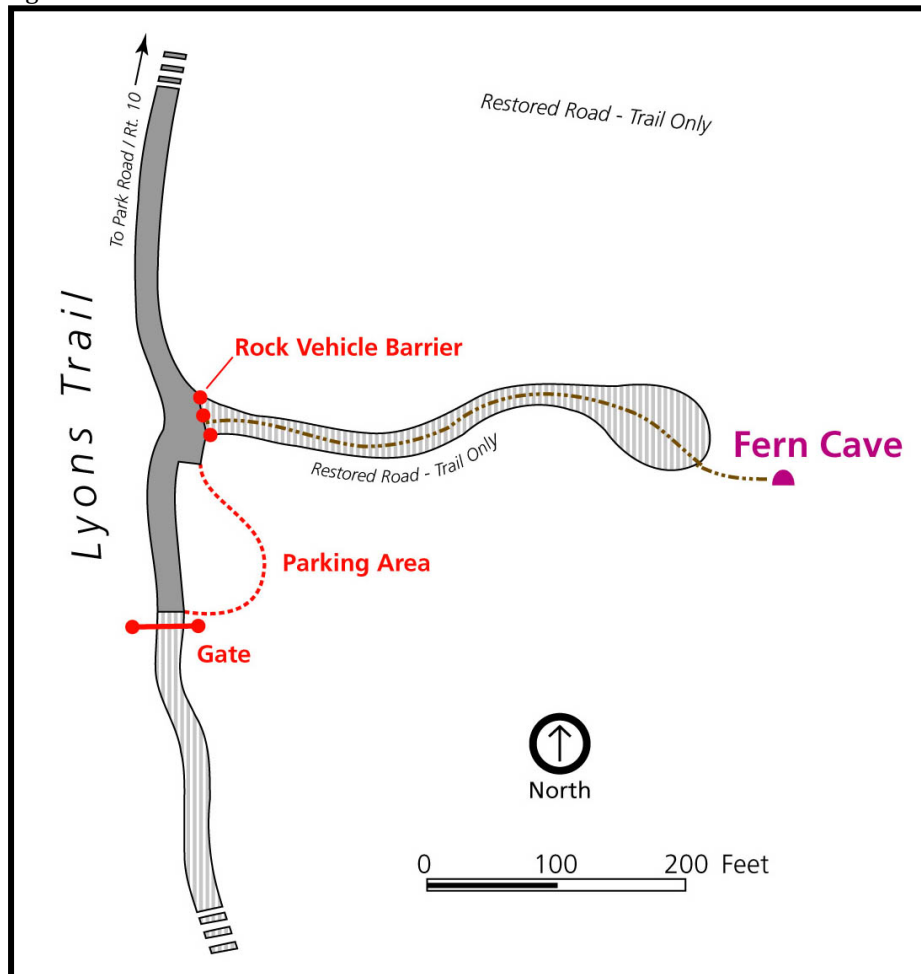 To Park Road / Rt. 10
Restored Road - Trail Only
Lyons Trail
Rock Vehicle Barrier
Restored Road - Trail Only
Fern Cave
Parking Area
Gate
North
0 100 200 Feet